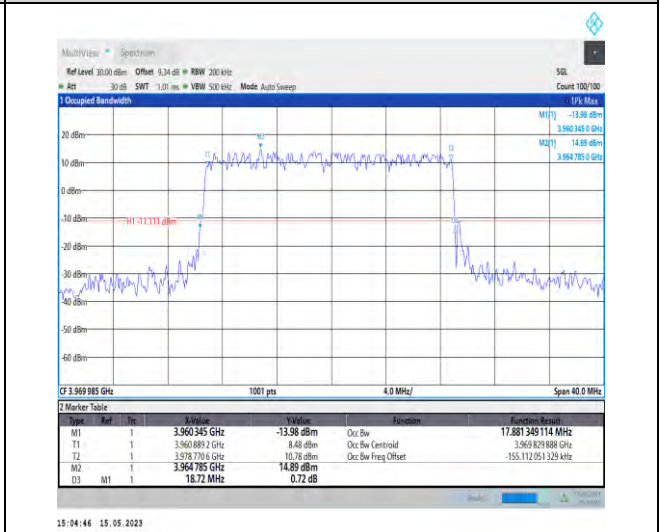 MultiView Spectrum
Ref Level 30.00 dBm Offset 9.34 dB RBW 200 kHz SGL
Att 30 dB SWT 1.01 ms VBW 500 kHz Mode Auto Sweep Count 100/100
1 Occupied Bandwidth 1Pk Max
M1[1] -13.98 dBm
3.960 345 0 GHz
M2[1] 14.89 dBm
3.964 785 0 GHz
20 dBm
M2
T1 T2
10 dBm
0 dBm
-10 dBm
H1 -11.111 dBm
M1
-20 dBm
-30 dBm
-40 dBm
-50 dBm
-60 dBm
CF 3.969 985 GHz 1001 pts 4.0 MHz/ Span 40.0 MHz
2 Marker Table
Type Ref Trc X-Value Y-Value Function Function Result
M1 1 3.960 345 GHz -13.98 dBm Occ Bw 17.881 349 114 MHz
T1 1 3.960 889 2 GHz 8.48 dBm Occ Bw Centroid 3.969 829 888 GHz
T2 1 3.978 770 6 GHz 10.78 dBm Occ Bw Freq Offset -155.112 051 329 kHz
M2 1 3.964 785 GHz 14.89 dBm
D3 M1 1 18.72 MHz 0.72 dB
15:04:46 15.05.2023